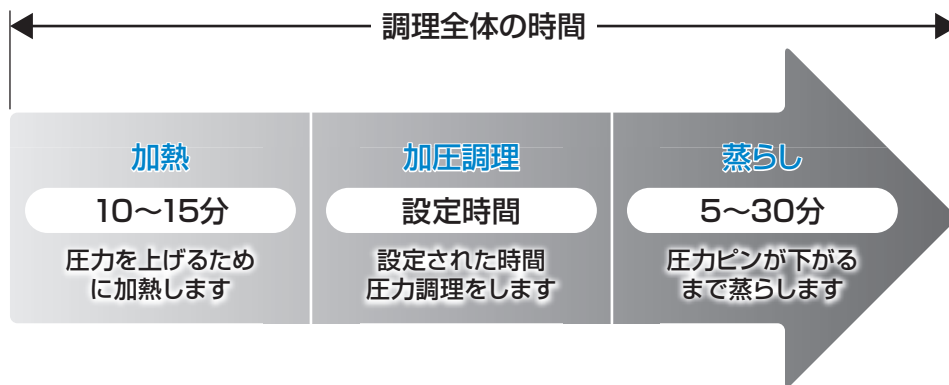 調理全体の時間
加熱
10〜15分
圧力を上げるため
に加熱します
加圧調理
設定時間
設定された時間
圧力調理をします
蒸らし
5〜30分
圧力ピンが下がる
まで蒸らします